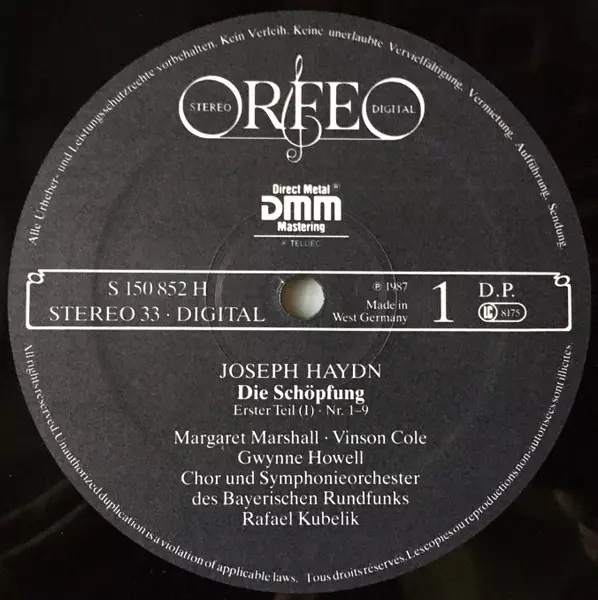 Alle Urheber- und Leistungsschutzrechte vorbehalten. Kein Verleih. Keine unerlaubte Vervielfältigung, Vermietung, Aufführung, Sendung.
ORFEO
STEREO DIGITAL
Direct Metal ®
DMM
Mastering
* TELDEC
S 150 852 H
STEREO 33 · DIGITAL
℗ 1987
Made in
West Germany
1
D.P.
LC 8175
JOSEPH HAYDN
Die Schöpfung
Erster Teil (I) · Nr. 1–9
Margaret Marshall · Vinson Cole
Gwynne Howell
Chor und Symphonieorchester
des Bayerischen Rundfunks
Rafael Kubelik
All rights reserved. Unauthorized duplication is a violation of applicable laws. Tous droits réservés. Les copies ou reproductions non-autorisées sont illicites.